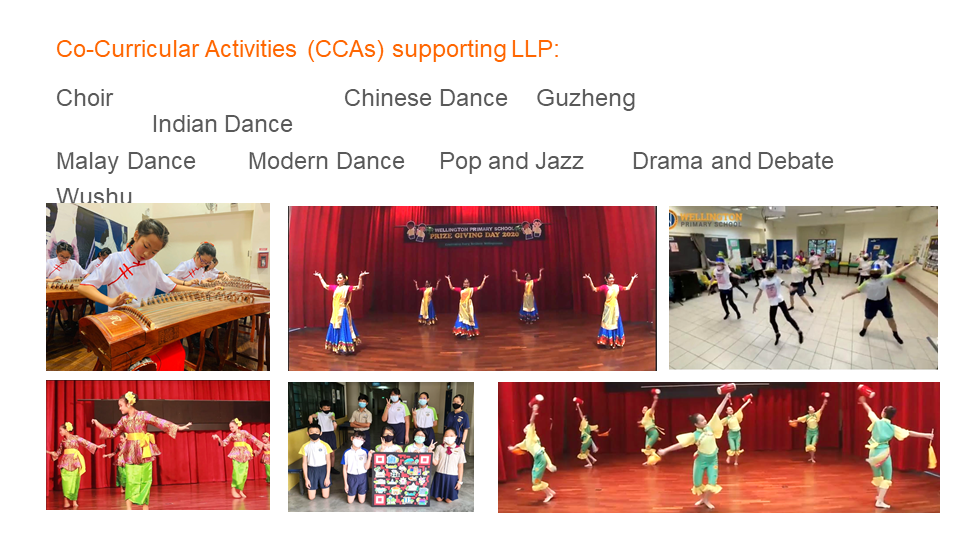 Co-Curricular Activities (CCAs) supporting LLP:
Choir Chinese Dance Guzheng
Indian Dance
Malay Dance Modern Dance Pop and Jazz Drama and Debate
Wushu
WELLINGTON PRIMARY SCHOOL
PRIZE GIVING DAY 2020
WELLINGTON
PRIMARY SCHOOL